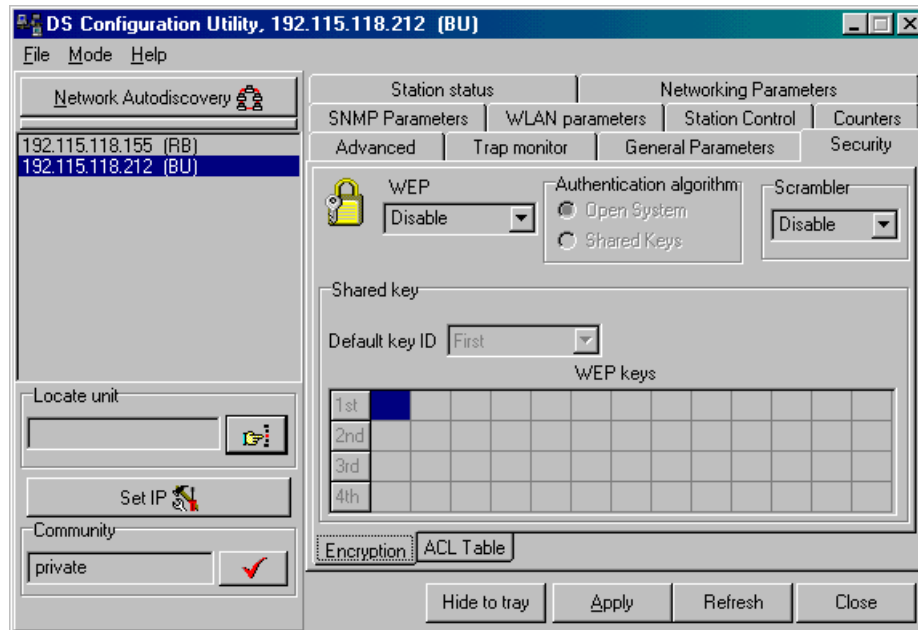 DS Configuration Utility, 192.115.118.212 (BU)
File Mode Help
Network Autodiscovery
192.115.118.155 (RB)
192.115.118.212 (BU)
Locate unit
Set IP
Community
private
Station status Networking Parameters
SNMP Parameters WLAN parameters Station Control Counters
Advanced Trap monitor General Parameters Security
WEP
Disable
Authentication algorithm
Open System
Shared Keys
Scrambler
Disable
Shared key
Default key ID First
WEP keys
1st
2nd
3rd
4th
Encryption ACL Table
Hide to tray Apply Refresh Close